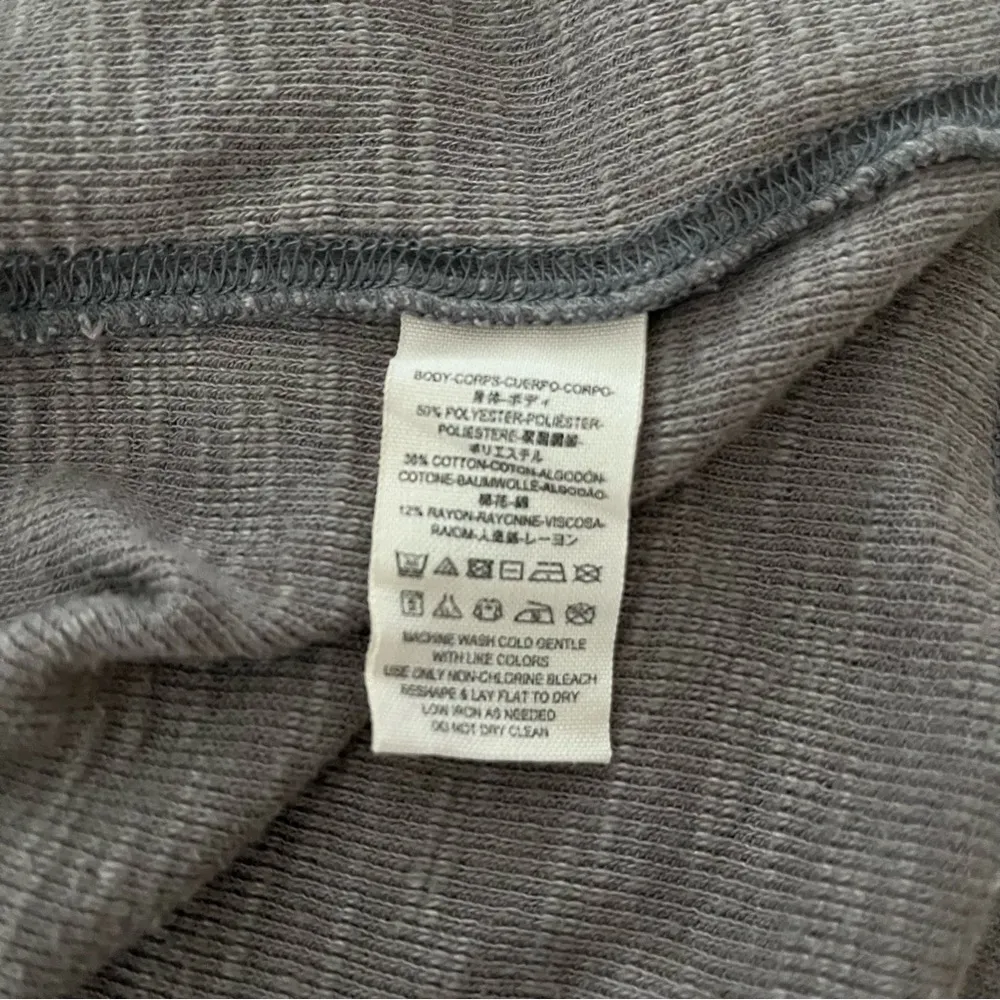 BODY-CORPS-CUERPO-CORPO-
身体-ボディ
50% POLYESTER-POLIÉSTER-
POLIESTERE-聚酯纖維-
ポリエステル
38% COTTON-COTON-ALGODÓN-
COTONE-BAUMWOLLE-ALGODÃO-
棉花-綿
12% RAYON-RAYONNE-VISCOSA-
RAION-人造絲-レーヨン
MACHINE WASH COLD GENTLE
WITH LIKE COLORS
USE ONLY NON-CHLORINE BLEACH
RESHAPE & LAY FLAT TO DRY
LOW IRON AS NEEDED
DO NOT DRY CLEAN